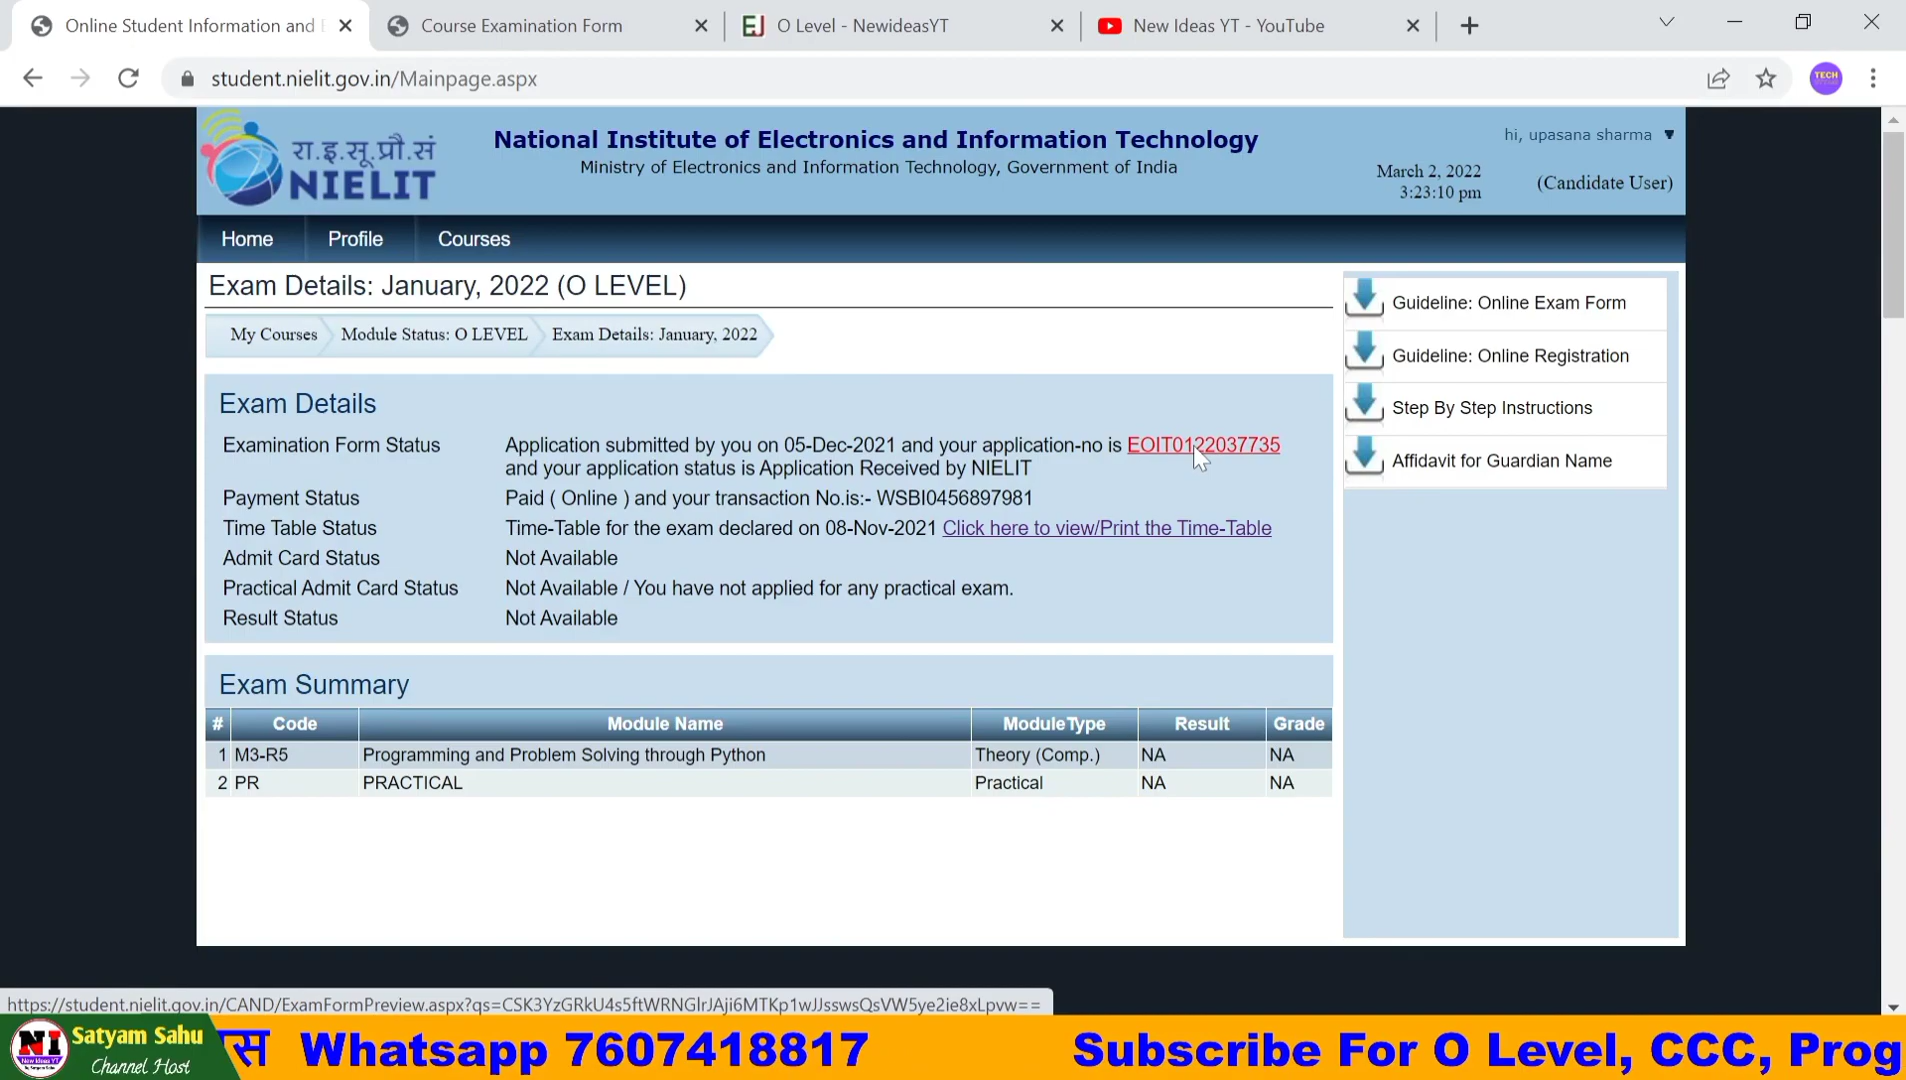 Online Student Information and E
Course Examination Form
O Level - NewideasYT
New Ideas YT - YouTube
student.nielit.gov.in/Mainpage.aspx
TECH
रा.इ.सू.प्रौ.सं
NIELIT
National Institute of Electronics and Information Technology
Ministry of Electronics and Information Technology, Government of India
hi, upasana sharma
March 2, 2022
3:23:10 pm
(Candidate User)
Home Profile Courses
Exam Details: January, 2022 (O LEVEL)
My Courses Module Status: O LEVEL Exam Details: January, 2022
Guideline: Online Exam Form
Guideline: Online Registration
Step By Step Instructions
Affidavit for Guardian Name
Exam Details
Examination Form Status Application submitted by you on 05-Dec-2021 and your application-no is EOIT0122037735
and your application status is Application Received by NIELIT
Payment Status Paid ( Online ) and your transaction No.is:- WSBI0456897981
Time Table Status Time-Table for the exam declared on 08-Nov-2021 Click here to view/Print the Time-Table
Admit Card Status Not Available
Practical Admit Card Status Not Available / You have not applied for any practical exam.
Result Status Not Available
Exam Summary
# Code Module Name ModuleType Result Grade
1 M3-R5 Programming and Problem Solving through Python Theory (Comp.) NA NA
2 PR PRACTICAL Practical NA NA
https://student.nielit.gov.in/CAND/ExamFormPreview.aspx?qs=CSK3YzGRkU4s5ftWRNGlrJAji6MTKp1wJJsswsQsVW5ye2ie8xLpvw==
NI
New Ideas YT
Satyam Sahu
Channel Host
स Whatsapp 7607418817 Subscribe For O Level, CCC, Prog